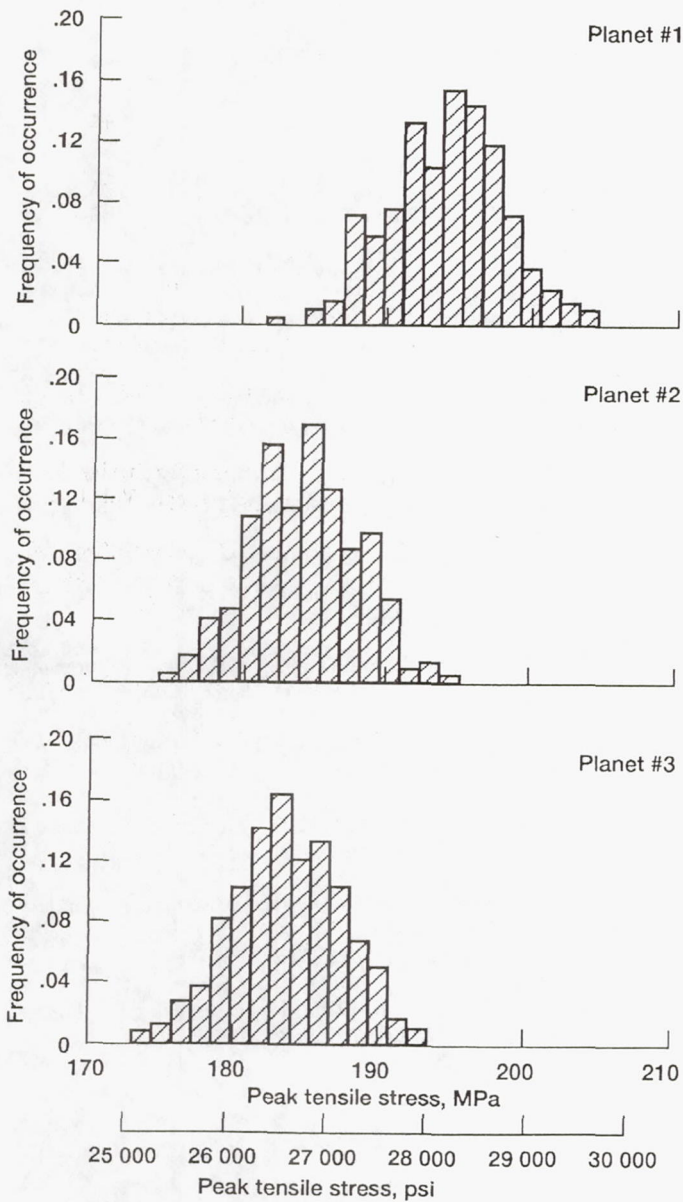 Planet #1
Frequency of occurrence
.20
.16
.12
.08
.04
0
Planet #2
Frequency of occurrence
.20
.16
.12
.08
.04
0
Planet #3
Frequency of occurrence
.20
.16
.12
.08
.04
0
170 180 190 200 210
Peak tensile stress, MPa
25 000 26 000 27 000 28 000 29 000 30 000
Peak tensile stress, psi